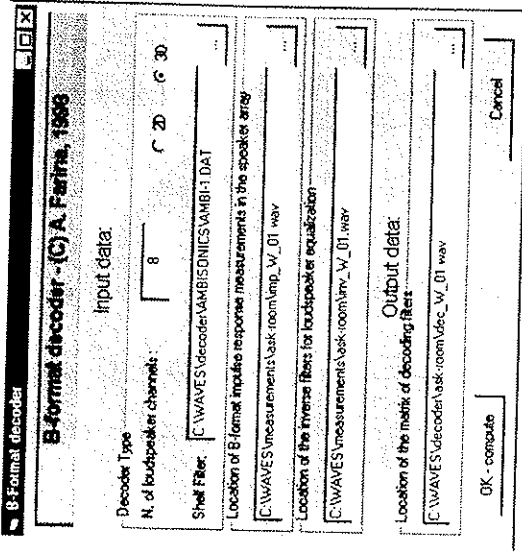 B-Format decoder
B-format decoder - (C) A. Farina, 1998
Input data:
Decoder Type
N. of loudspeaker channels: 8 2D 3D
Shelf Filter: C:\WAVES\decoder\AMBISONICS\AMBI-1.DAT ...
Location of B-format impulse response measurements in the speaker array
C:\WAVES\measurements\ask-room\imp_W_01.wav ...
Location of the inverse filters for loudspeaker equalization
C:\WAVES\measurements\ask-room\inv_W_01.wav ...
Output data:
Location of the matrix of decoding filters
C:\WAVES\decoder\ask-room\dec_W_01.wav ...
OK - compute Cancel